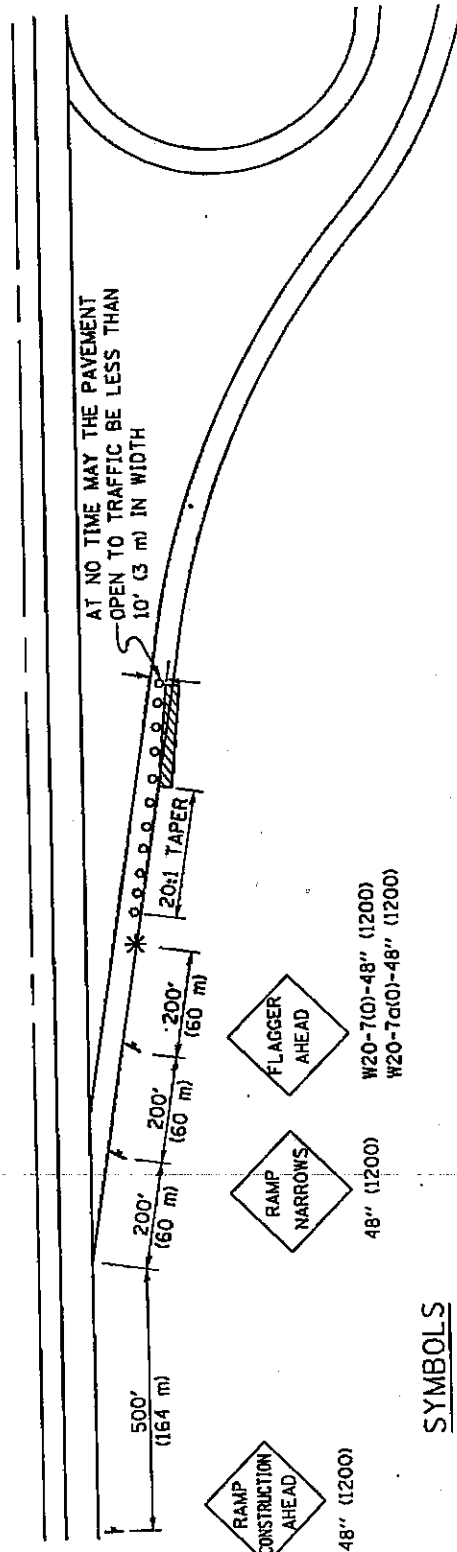 AT NO TIME MAY THE PAVEMENT
OPEN TO TRAFFIC BE LESS THAN
10' (3 m) IN WIDTH
20:1 TAPER
200'
(60 m)
200'
(60 m)
200'
(60 m)
500'
(164 m)
RAMP
CONSTRUCTION
AHEAD
48" (1200)
RAMP
NARROWS
48" (1200)
FLAGGER
AHEAD
W20-7(O)-48" (1200)
W20-7a(O)-48" (1200)
SYMBOLS